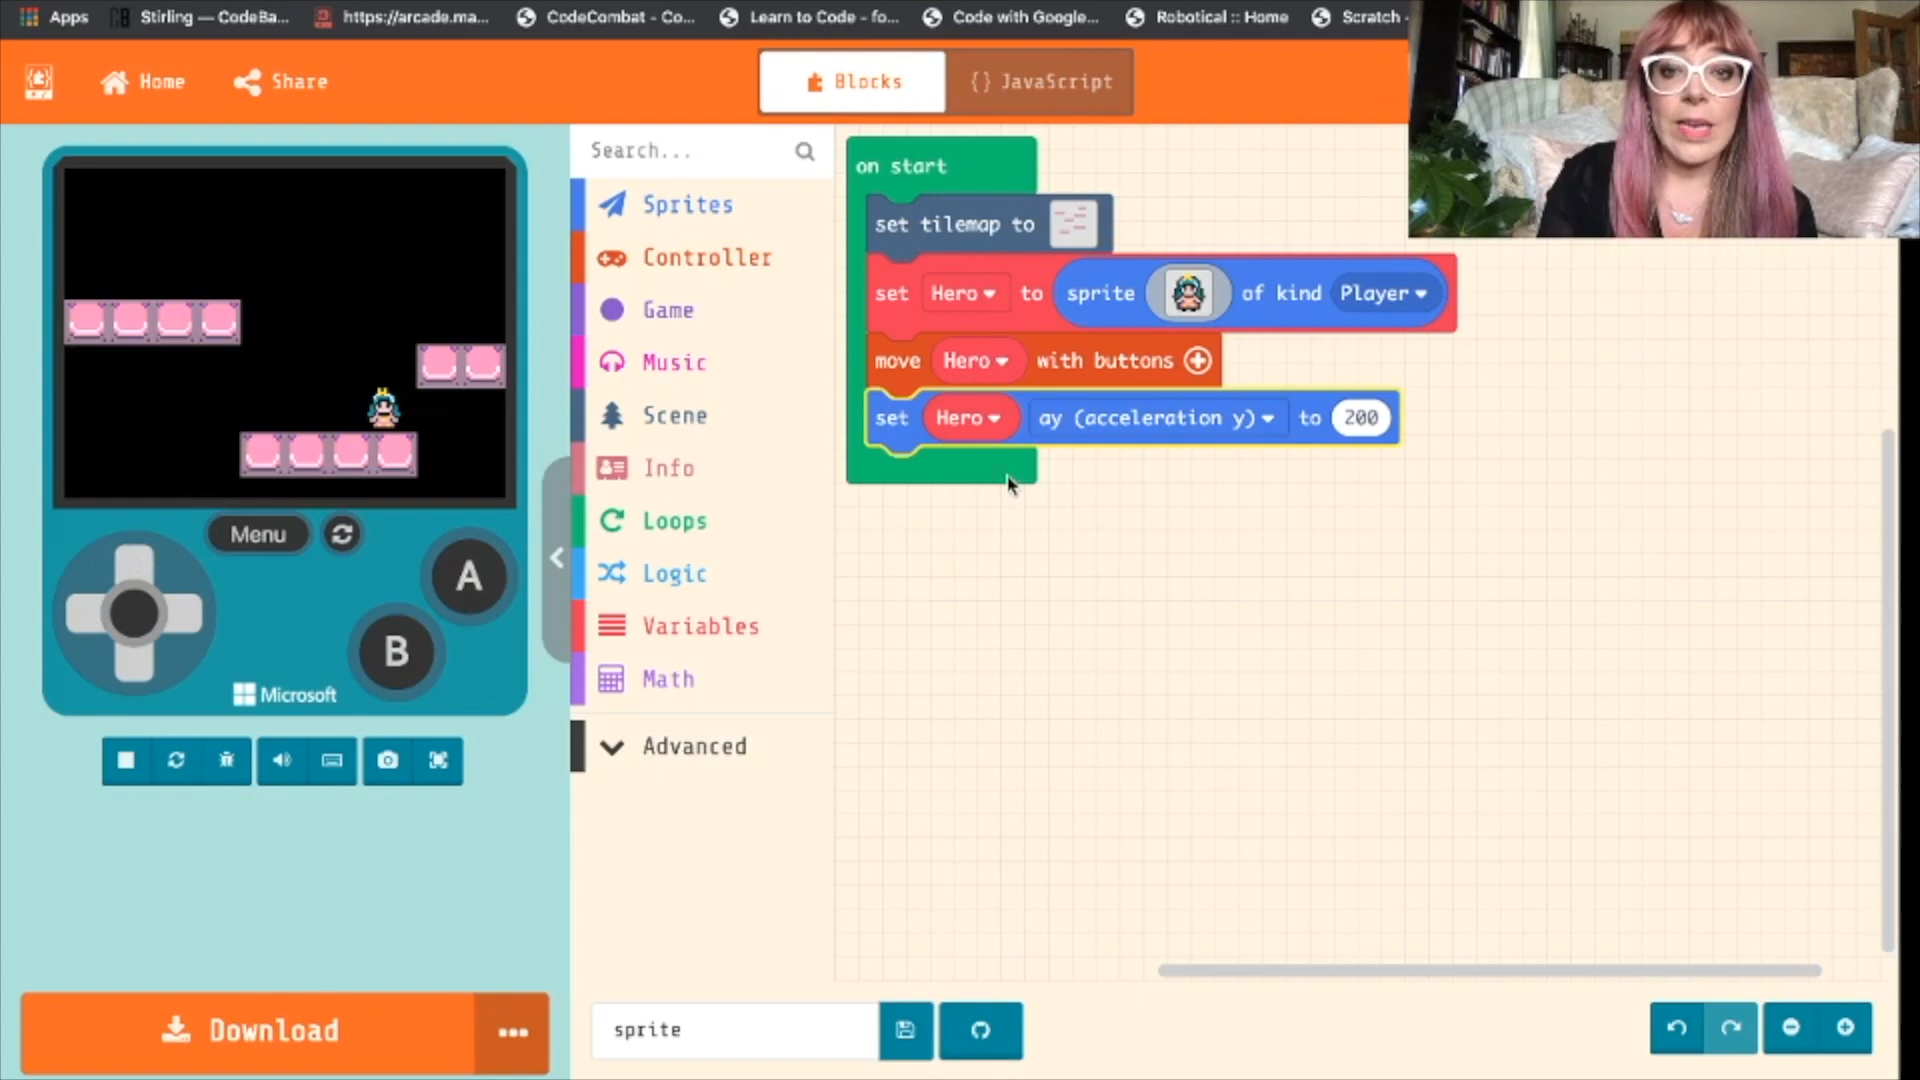 Apps
Stirling — CodeBa...
https://arcade.ma...
CodeCombat - Co...
Learn to Code - fo...
Code with Google...
Robotical :: Home
Scratch -
Home
Share
Blocks
{} JavaScript
Search...
Sprites
Controller
Game
Music
Scene
Info
Loops
Logic
Variables
Math
Advanced
on start
set tilemap to
set Hero to sprite of kind Player
move Hero with buttons
set Hero ay (acceleration y) to 200
Menu
A
B
Microsoft
Download
sprite